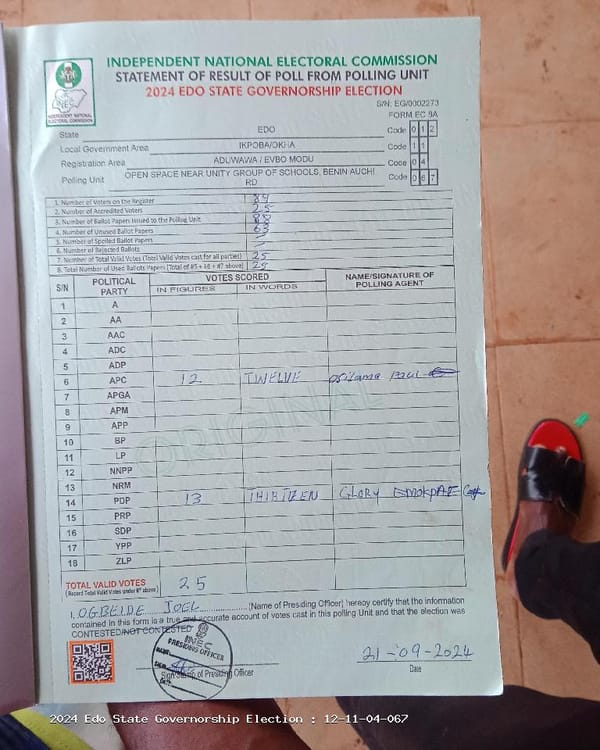 INDEPENDENT NATIONAL ELECTORAL COMMISSION
STATEMENT OF RESULT OF POLL FROM POLLING UNIT
2024 EDO STATE GOVERNORSHIP ELECTION
INEC
INDEPENDENT NATIONAL ELECTORAL COMMISSION
S/N: EG/0002273
FORM EC 8A
State EDO Code 0 1 2
Local Government Area IKPOBA/OKHA Code 1 1
Registration Area ADUWAWA / EVBO MODU Code 0 4
Polling Unit OPEN SPACE NEAR UNITY GROUP OF SCHOOLS, BENIN AUCHI RD Code 0 6 7
1. Number of Voters on the Register
2. Number of Accredited Voters 25
3. Number of Ballot Papers Issued to the Polling Unit 88
4. Number of Unused Ballot Papers 63
5. Number of Spoiled Ballot Papers -
6. Number of Rejected Ballots -
7. Number of Total Valid Votes (Total Valid Votes cast for all parties) 25
8. Total Number of Used Ballots Papers (Total of #5 + #6 + #7 above) 25
S/N POLITICAL PARTY VOTES SCORED NAME/SIGNATURE OF POLLING AGENT
IN FIGURES IN WORDS
1 A
2 AA
3 AAC
4 ADC
5 ADP
6 APC 12 TWELVE
7 APGA
8 APM
9 APP
10 BP
11 LP
12 NNPP
13 NRM
14 PDP 13 THIRTEEN GLORY
15 PRP
16 SDP
17 YPP
18 ZLP
ORIGINAL
TOTAL VALID VOTES 25
(Record Total Valid Votes under #7 above)
I, OGBEIDE JOEL (Name of Presiding Officer) hereby certify that the information
contained in this form is a true and accurate account of votes cast in this polling Unit and that the election was
CONTESTED/NOT CONTESTED
INEC
PRESIDING OFFICER
Signature of Presiding Officer
21-09-2024
Date
2024 Edo State Governorship Election : 12-11-04-067